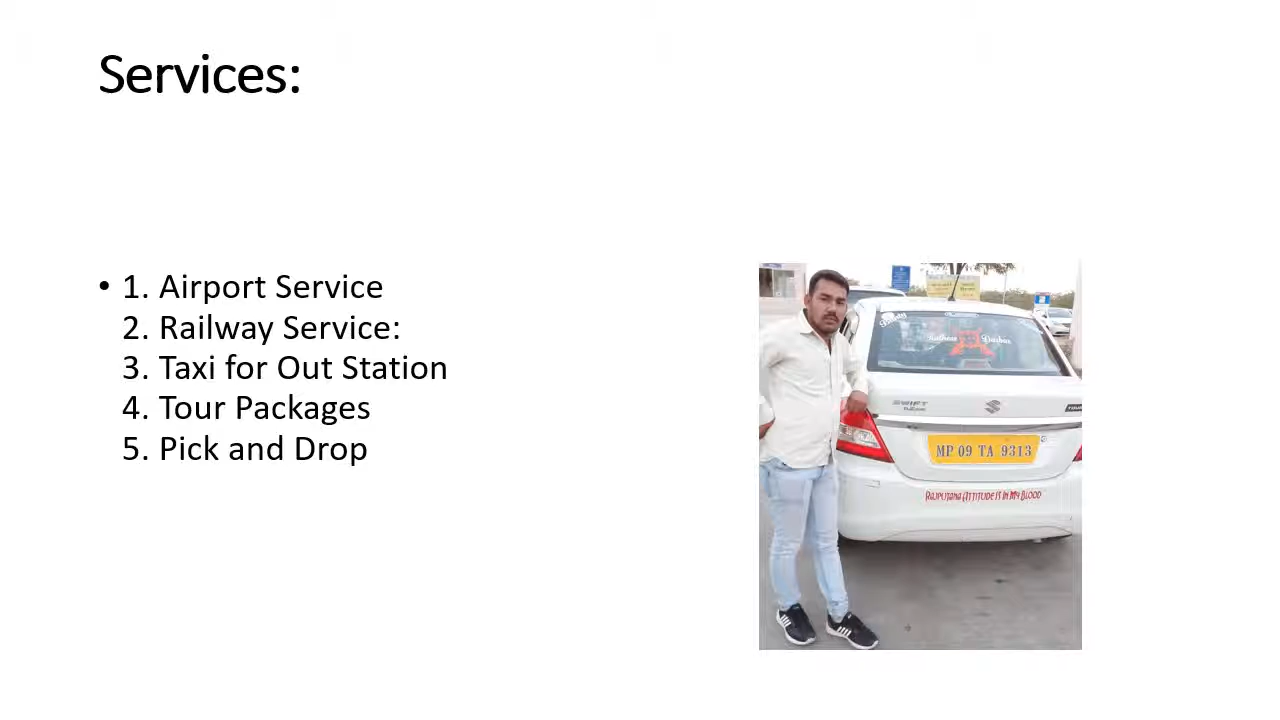 Services:
• 1. Airport Service
2. Railway Service:
3. Taxi for Out Station
4. Tour Packages
5. Pick and Drop
SWIFT
MP 09 TA 9313
RAJPUTANA ATTITUDE IS IN MY BLOOD